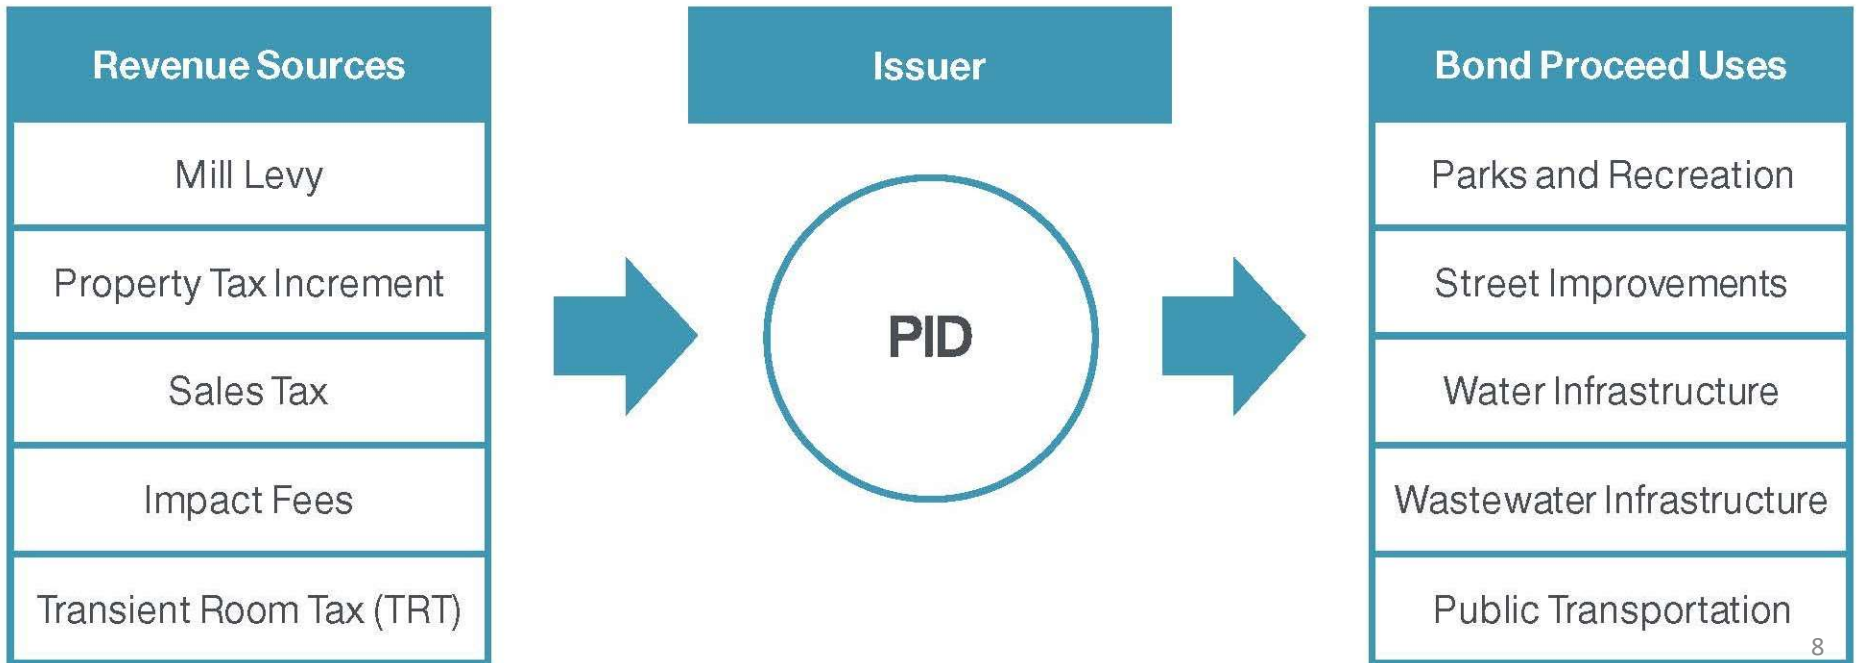 Revenue Sources
Mill Levy
Property Tax Increment
Sales Tax
Impact Fees
Transient Room Tax (TRT)
Issuer
PID
Bond Proceed Uses
Parks and Recreation
Street Improvements
Water Infrastructure
Wastewater Infrastructure
Public Transportation
8